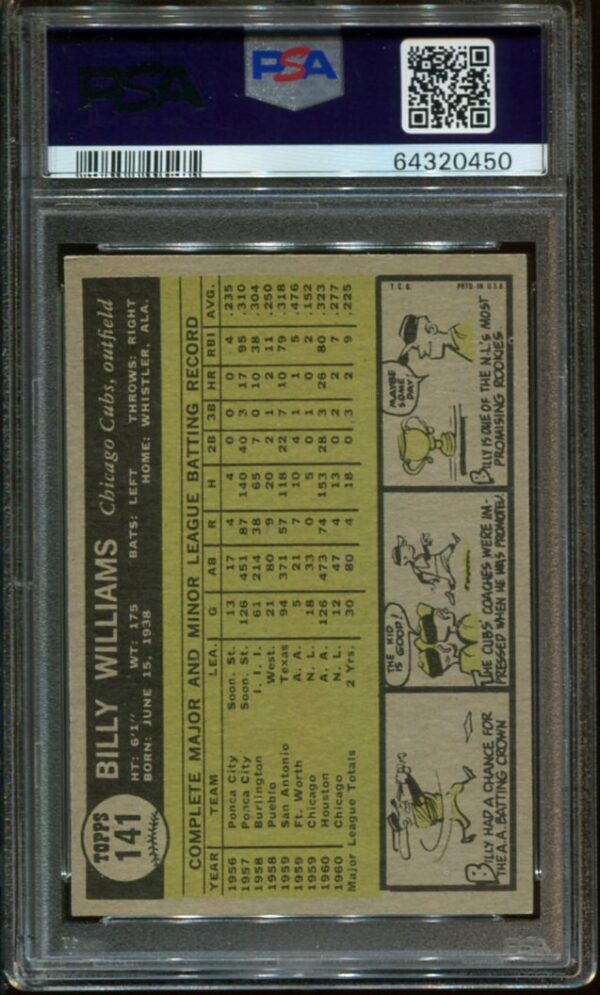 PSA
PSA
64320450
TOPPS
141
BILLY WILLIAMS Chicago Cubs, outfield
HT: 6'1" WT: 175 BATS: LEFT THROWS: RIGHT
BORN: JUNE 15, 1938 HOME: WHISTLER, ALA.
COMPLETE MAJOR AND MINOR LEAGUE BATTING RECORD
YEAR TEAM LEA. G AB R H 2B 3B HR RBI AVG.
1956 Ponca City Soon. St. 13 17 4 4 0 0 0 4 .235
1957 Ponca City Soon. St. 126 451 87 140 40 3 17 95 .310
1958 Burlington I. I. I. 61 214 38 65 7 0 10 38 .304
1958 Pueblo West. 21 80 9 20 2 1 2 11 .250
1959 San Antonio Texas 94 371 57 118 22 7 10 79 .318
1959 Ft. Worth A. A. 5 21 7 10 4 1 1 5 .476
1959 Chicago N. L. 18 33 0 5 0 1 0 2 .152
1960 Houston A. A. 126 473 74 153 28 3 26 80 .323
1960 Chicago N. L. 12 47 4 13 0 2 2 7 .277
Major League Totals 2 Yrs. 30 80 4 18 0 3 2 9 .225
BILLY HAD A CHANCE FOR
THE A.A. BATTING CROWN
THE KID
IS GOOD!
THE CUBS' COACHES WERE IM-
PRESSED WHEN HE WAS PROMOTED
MAYBE
SOME
DAY.
T.C.G. PRTD. IN U.S.A.
BILLY IS ONE OF THE N.L.'S MOST
PROMISING ROOKIES
PSA